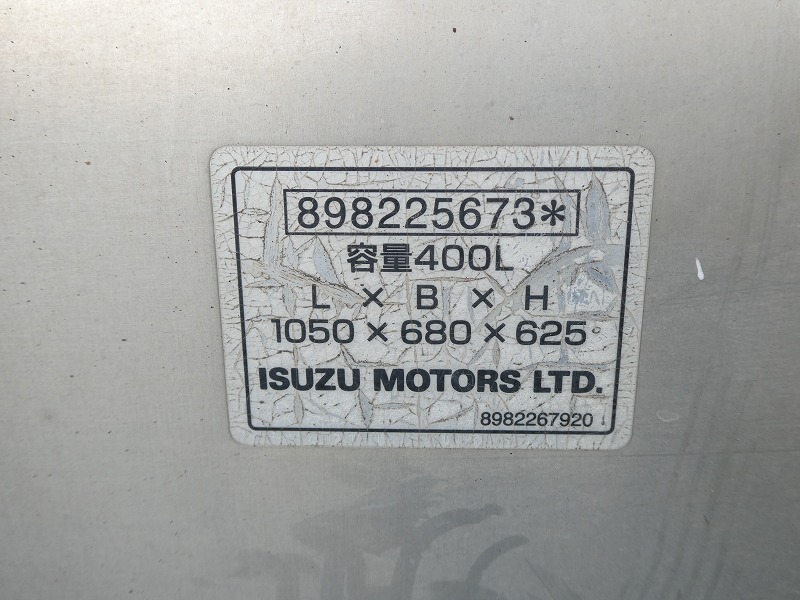 898225673*
容量400L
L × B × H
1050 × 680 × 625
ISUZU MOTORS LTD.
8982267920